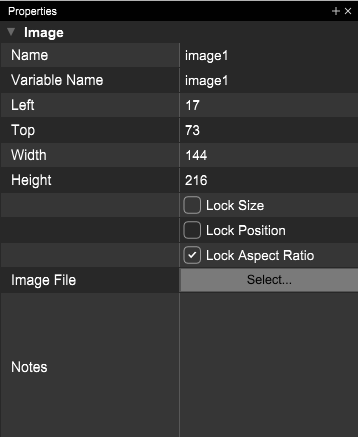 Properties + ×
Image
Name image1
Variable Name image1
Left 17
Top 73
Width 144
Height 216
Lock Size
Lock Position
Lock Aspect Ratio
Image File Select...
Notes